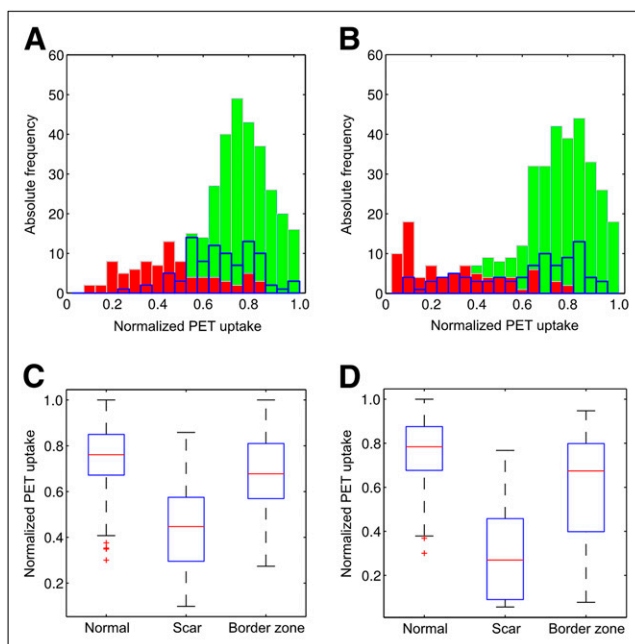 A
B
60
50
40
30
20
10
0
Absolute frequency
0 0.2 0.4 0.6 0.8 1.0
Normalized PET uptake
60
50
40
30
20
10
0
Absolute frequency
0 0.2 0.4 0.6 0.8 1.0
Normalized PET uptake
C
D
1.0
0.8
0.6
0.4
0.2
Normalized PET uptake
Normal Scar Border zone
1.0
0.8
0.6
0.4
0.2
Normalized PET uptake
Normal Scar Border zone